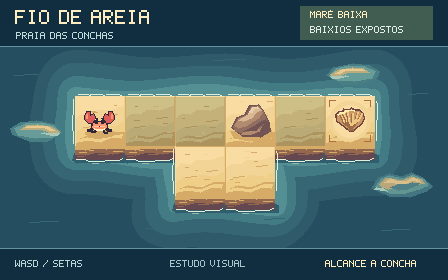 FIO DE AREIA
PRAIA DAS CONCHAS
MARÉ BAIXA
BAIXIOS EXPOSTOS
WASD / SETAS
ESTUDO VISUAL
ALCANCE A CONCHA